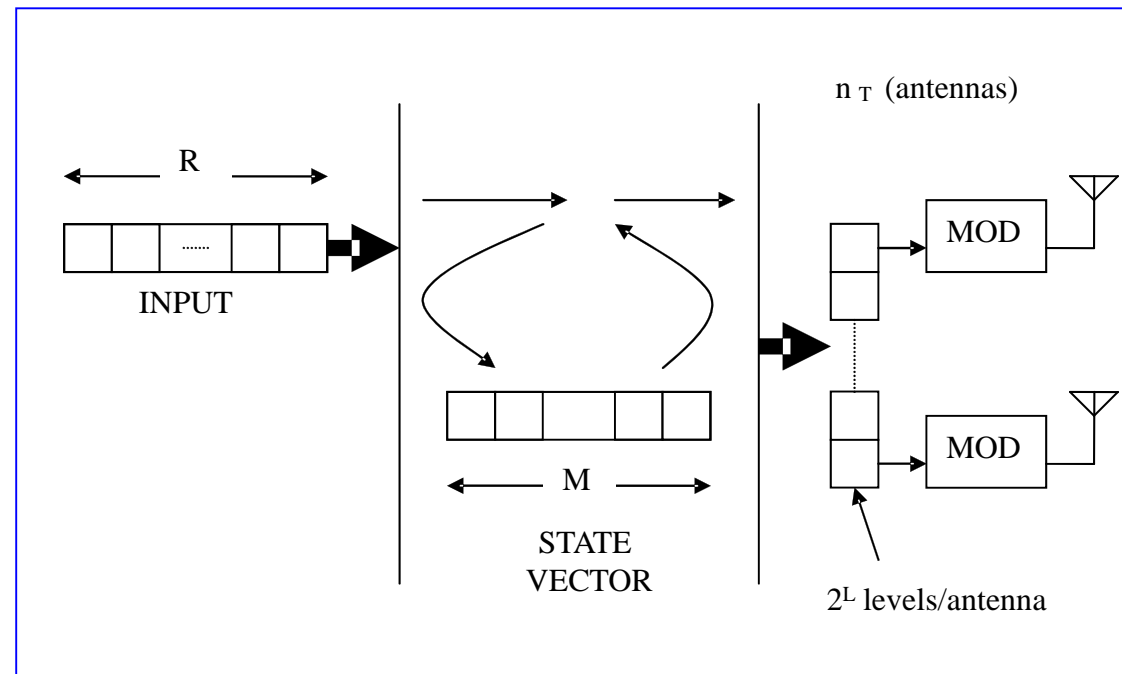 n T (antennas)
R
.......
INPUT
MOD
MOD
M
STATE
VECTOR
2ᴸ levels/antenna